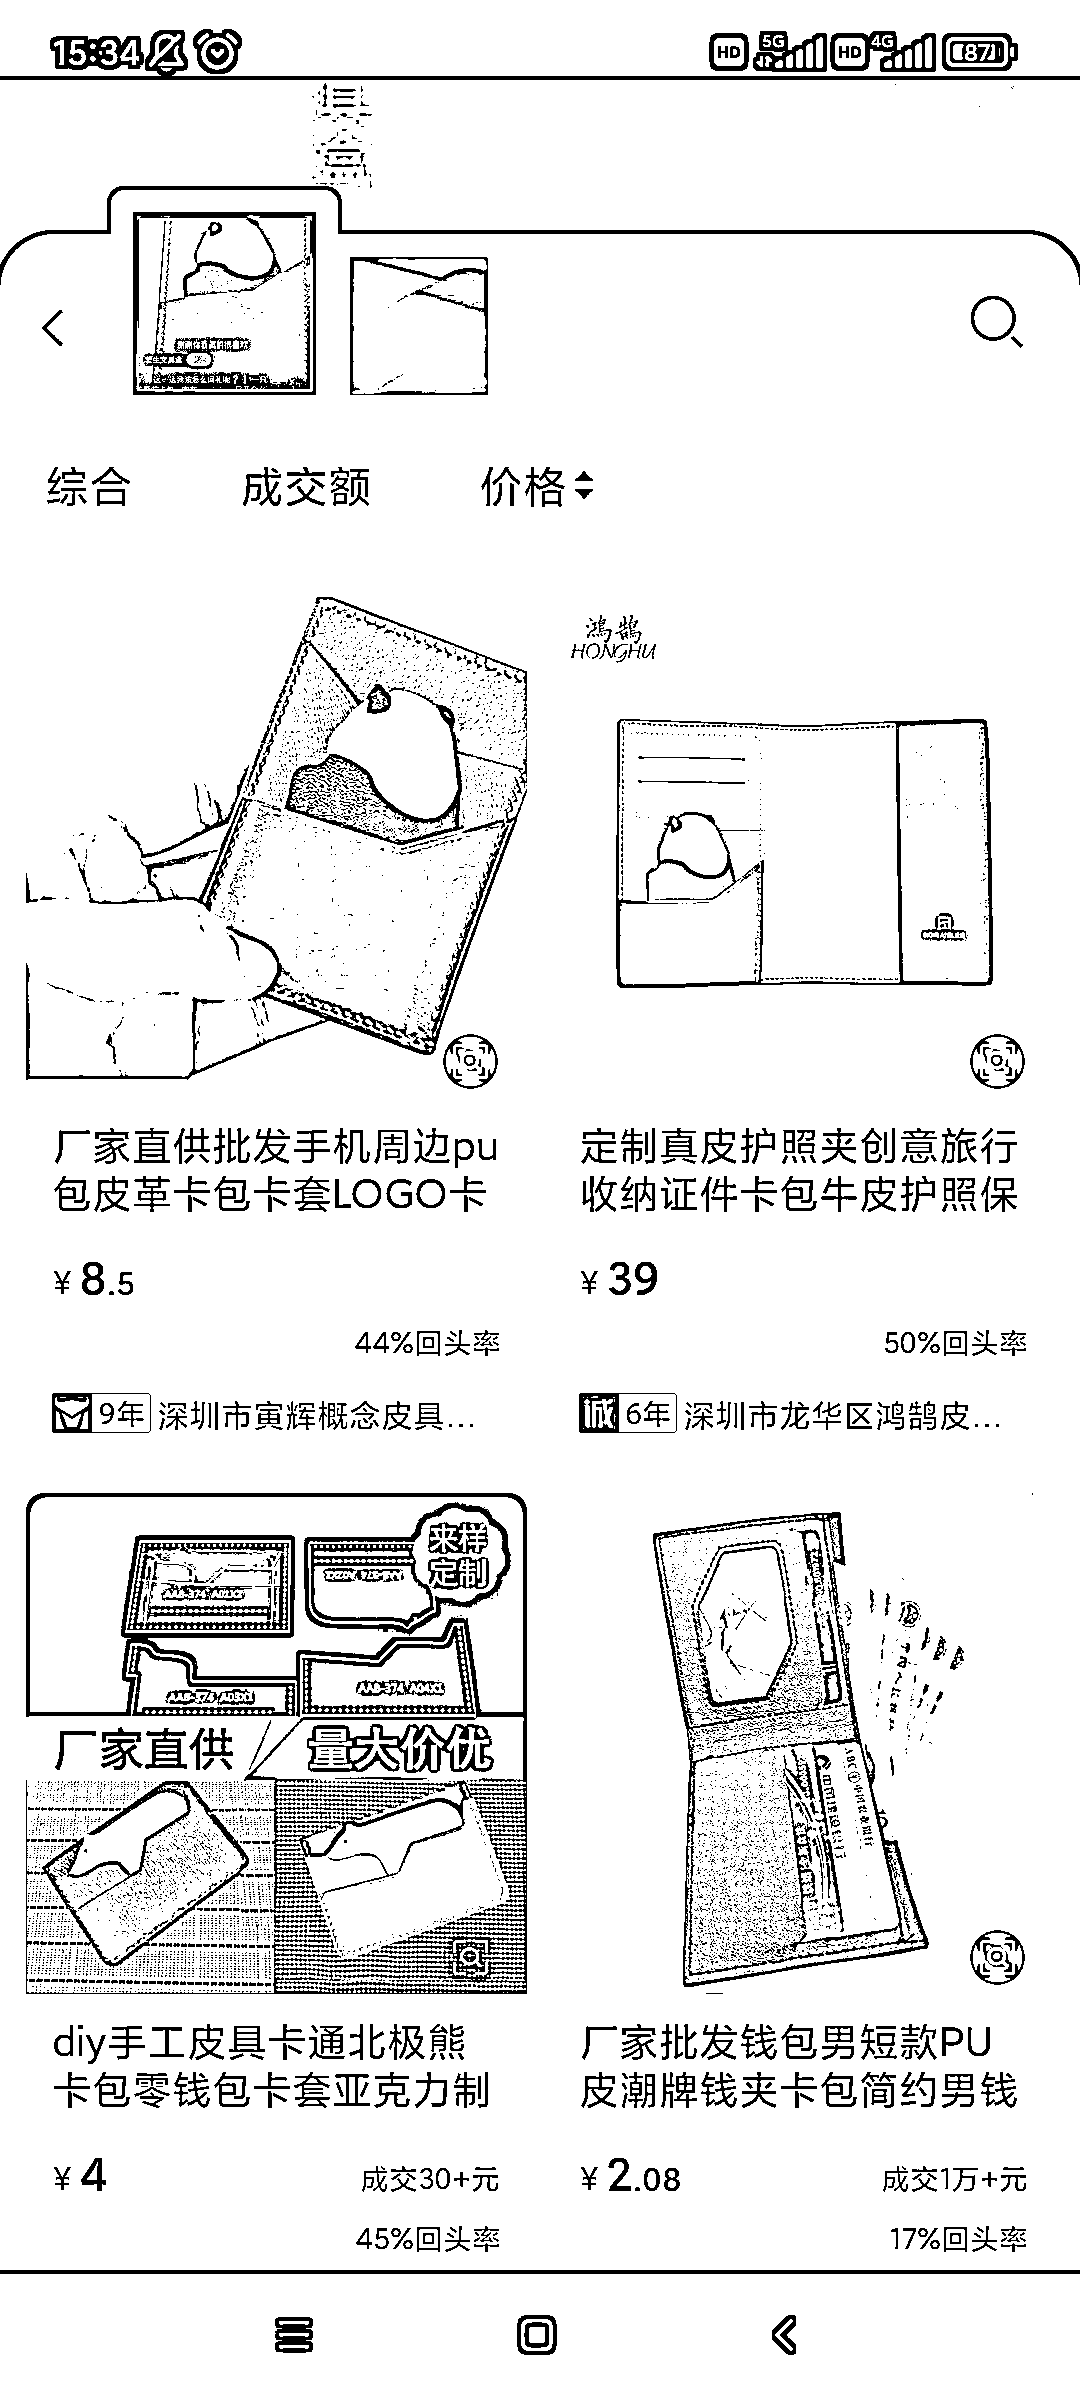 15:34
HD 5G HD 4G 87
综合 成交额 价格
鸿鹄
HONGHU
厂家直供批发手机周边pu
包皮革卡包卡套LOGO卡
¥8.5
44%回头率
9年 深圳市寅辉概念皮具...
定制真皮护照夹创意旅行
收纳证件卡包牛皮护照保
¥39
50%回头率
诚 6年 深圳市龙华区鸿鹄皮...
来样
定制
厂家直供 量大价优
diy手工皮具卡通北极熊
卡包零钱包卡套亚克力制
¥4 成交30+元
45%回头率
厂家批发钱包男短款PU
皮潮牌钱夹卡包简约男钱
¥2.08 成交1万+元
17%回头率